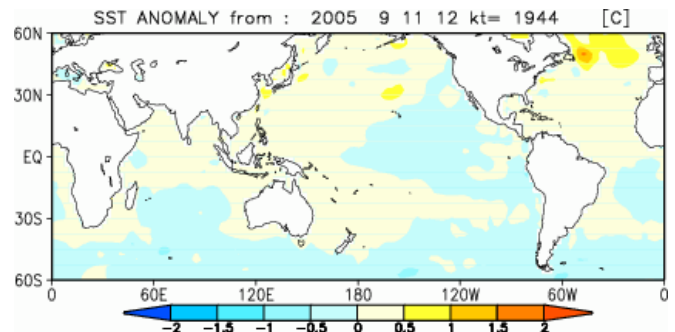 SST ANOMALY from : 2005 9 11 12 kt= 1944 [C]
60N
30N
EQ
30S
60S
0 60E 120E 180 120W 60W 0
-2 -1.5 -1 -0.5 0 0.5 1 1.5 2